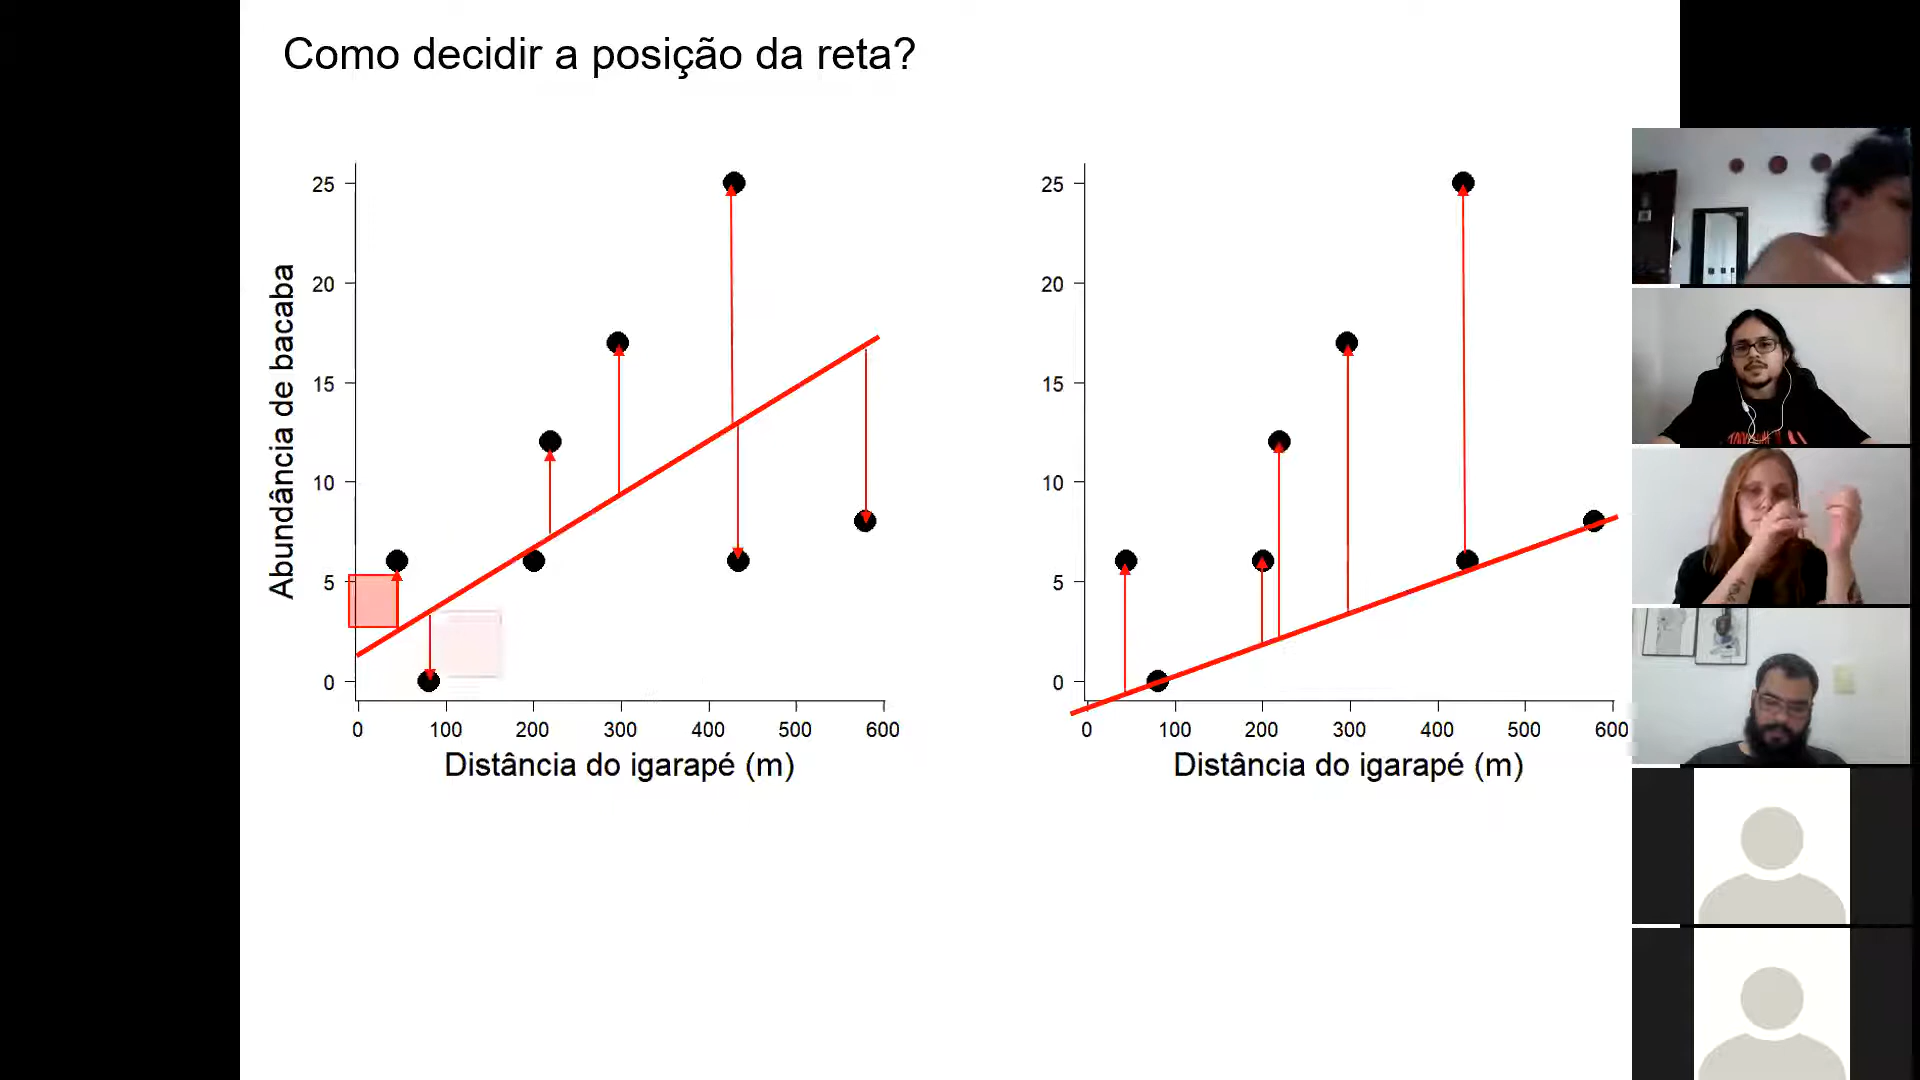 Como decidir a posição da reta?
25
20
15
10
5
0
Abundância de bacaba
0 100 200 300 400 500 600
Distância do igarapé (m)
25
20
15
10
5
0
0 100 200 300 400 500 600
Distância do igarapé (m)